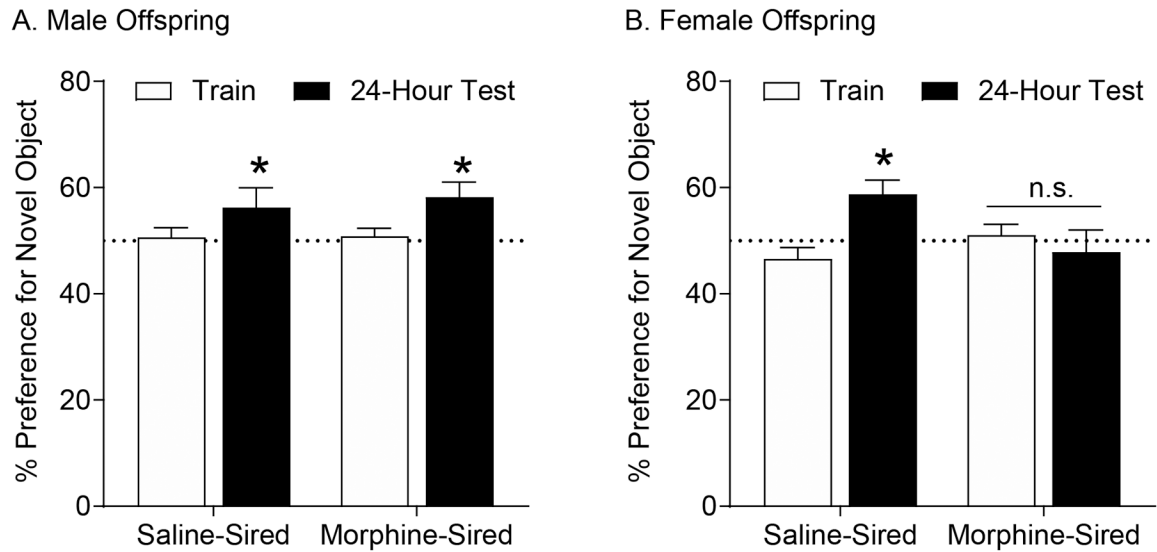 A. Male Offspring
% Preference for Novel Object
80
60
40
20
0
Train
24-Hour Test
*
*
Saline-Sired
Morphine-Sired
B. Female Offspring
% Preference for Novel Object
80
60
40
20
0
Train
24-Hour Test
*
n.s.
Saline-Sired
Morphine-Sired